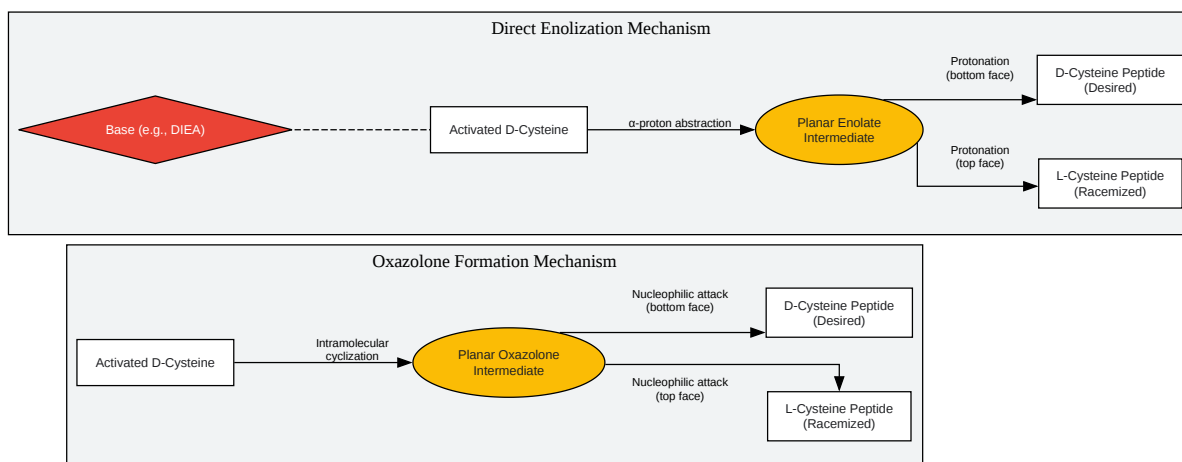 Direct Enolization Mechanism
Base (e.g., DIEA)
Activated D-Cysteine
α-proton abstraction
Planar Enolate
Intermediate
Protonation
(bottom face)
D-Cysteine Peptide
(Desired)
Protonation
(top face)
L-Cysteine Peptide
(Racemized)
Oxazolone Formation Mechanism
Activated D-Cysteine
Intramolecular
cyclization
Planar Oxazolone
Intermediate
Nucleophilic attack
(bottom face)
D-Cysteine Peptide
(Desired)
Nucleophilic attack
(top face)
L-Cysteine Peptide
(Racemized)